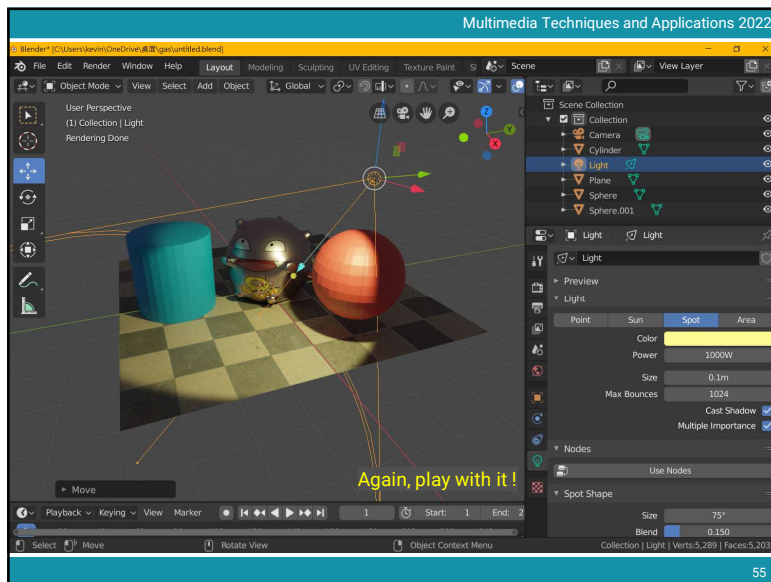 Multimedia Techniques and Applications 2022
Blender* [C:\Users\kevin\OneDrive\桌面\gas\untitled.blend]
File Edit Render Window Help Layout Modeling Sculpting UV Editing Texture Paint Scene View Layer
Object Mode View Select Add Object Global
User Perspective
(1) Collection | Light
Rendering Done
Z
Y
X
Scene Collection
Collection
Camera
Cylinder
Light
Plane
Sphere
Sphere.001
Light Light
Light
Preview
Light
Point Sun Spot Area
Color
Power 1000W
Size 0.1m
Max Bounces 1024
Cast Shadow
Multiple Importance
Nodes
Use Nodes
Spot Shape
Size 75°
Blend 0.150
Move
Again, play with it !
Playback Keying View Marker 1 Start: 1 End: 2
Select Move Rotate View Object Context Menu Collection | Light | Verts:5,289 | Faces:5,203
55